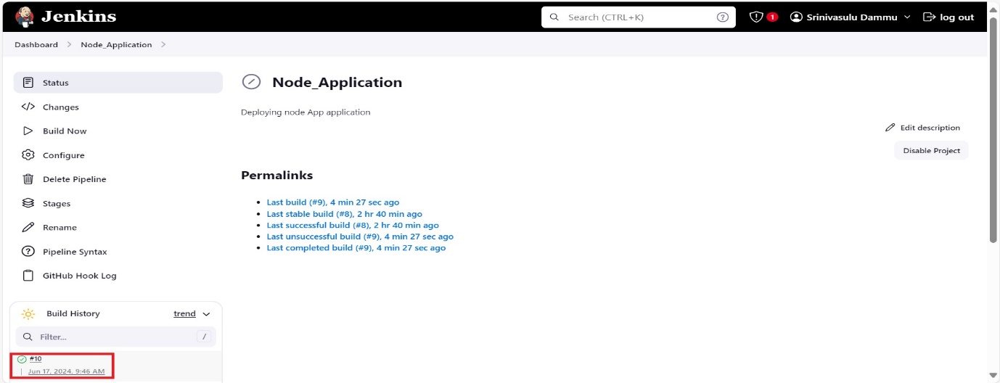 Jenkins
Search (CTRL+K)
?
1
Srinivasulu Dammu
log out
Dashboard > Node_Application >
Status
Changes
Build Now
Configure
Delete Pipeline
Stages
Rename
Pipeline Syntax
GitHub Hook Log
Build History
trend
Filter...
/
#10
Jun 17, 2024, 9:46 AM
Node_Application
Deploying node App application
Edit description
Disable Project
Permalinks
• Last build (#9), 4 min 27 sec ago
• Last stable build (#8), 2 hr 40 min ago
• Last successful build (#8), 2 hr 40 min ago
• Last unsuccessful build (#9), 4 min 27 sec ago
• Last completed build (#9), 4 min 27 sec ago